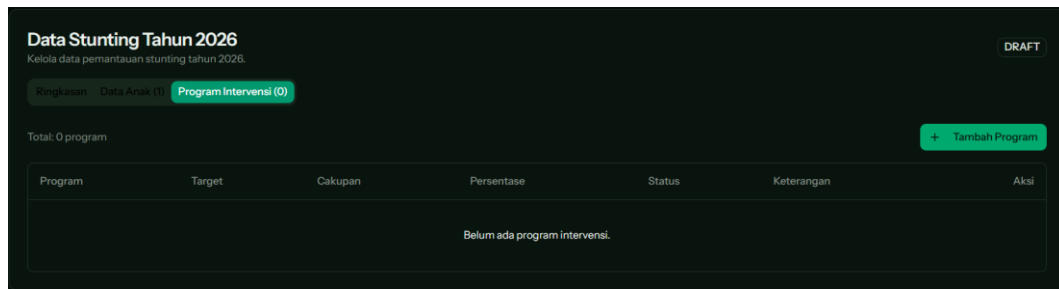 Data Stunting Tahun 2026
Kelola data pemantauan stunting tahun 2026.
DRAFT
Ringkasan Data Anak (1) Program Intervensi (0)
Total: 0 program
+ Tambah Program
Program Target Cakupan Persentase Status Keterangan Aksi
Belum ada program intervensi.